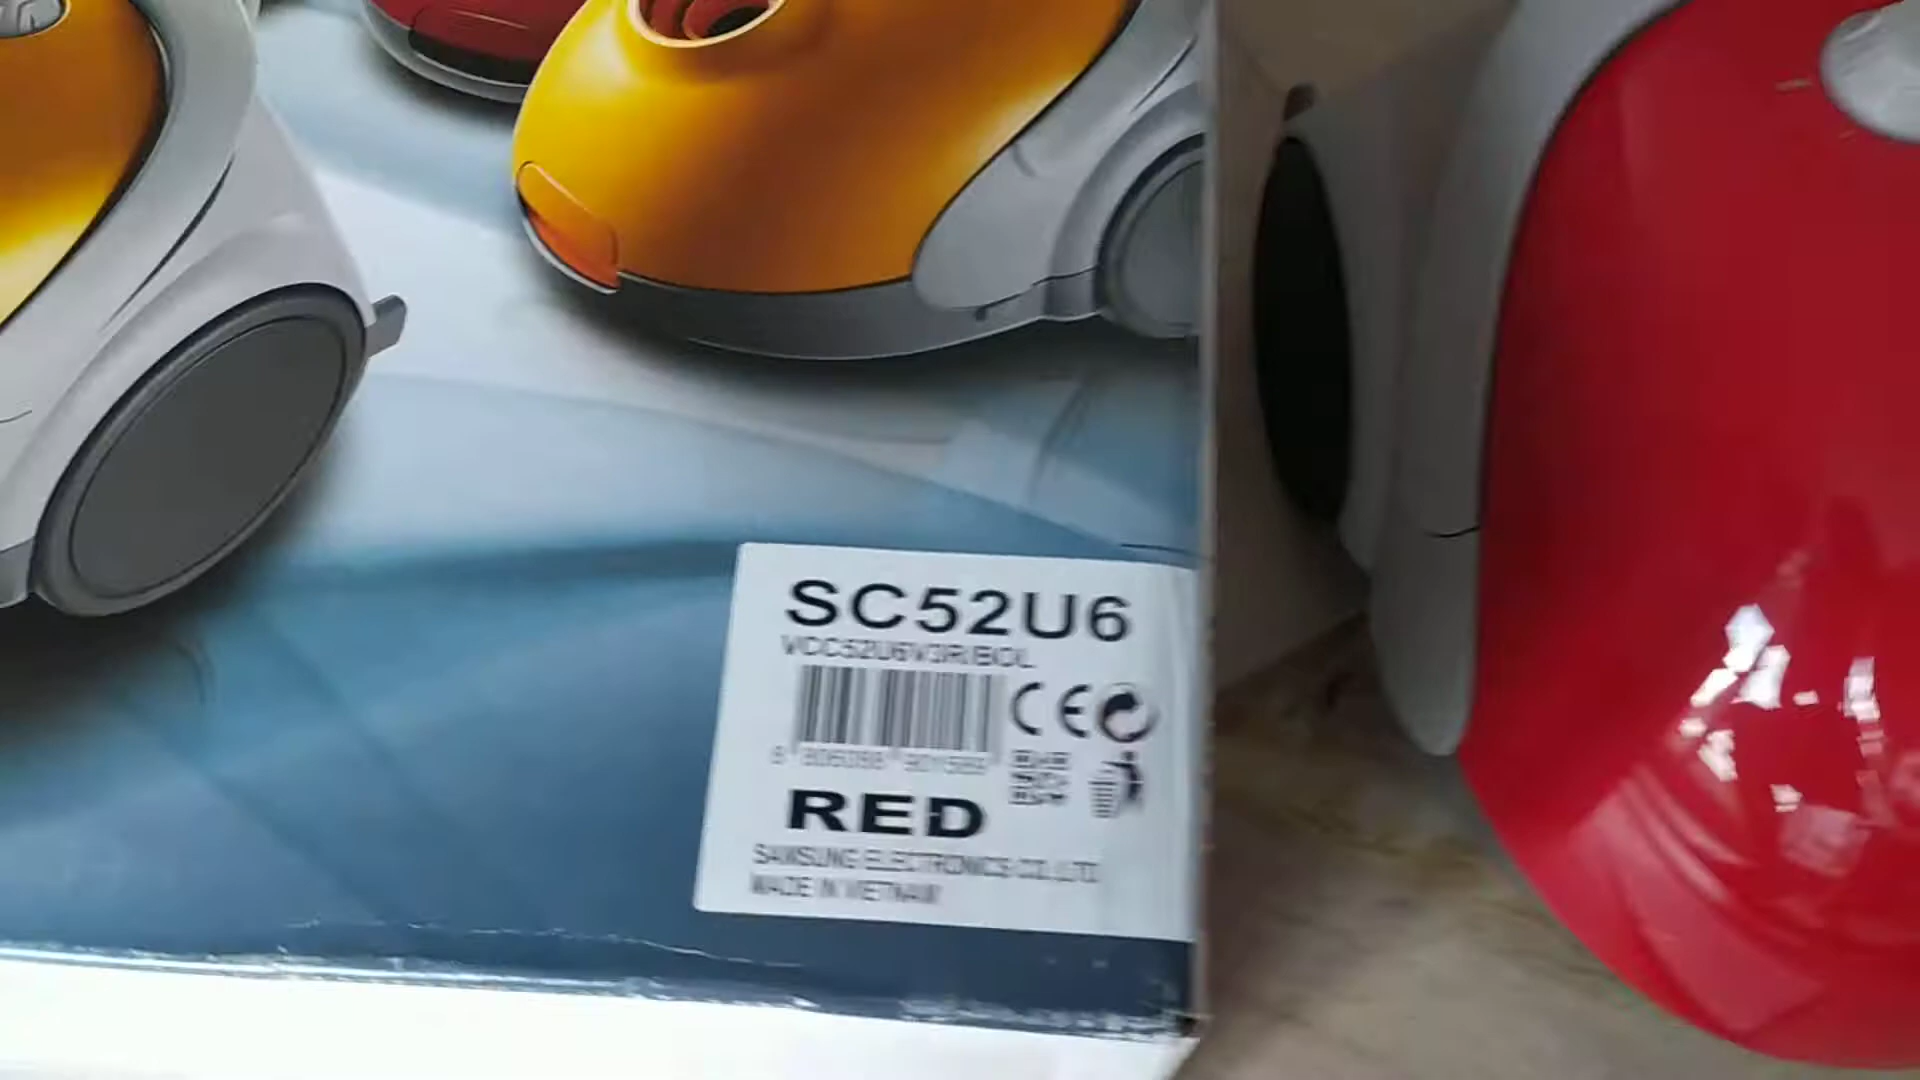 SC52U6
VCC52U6V3R/BOL
CE
RED
SAMSUNG ELECTRONICS CO.,LTD
MADE IN VIETNAM